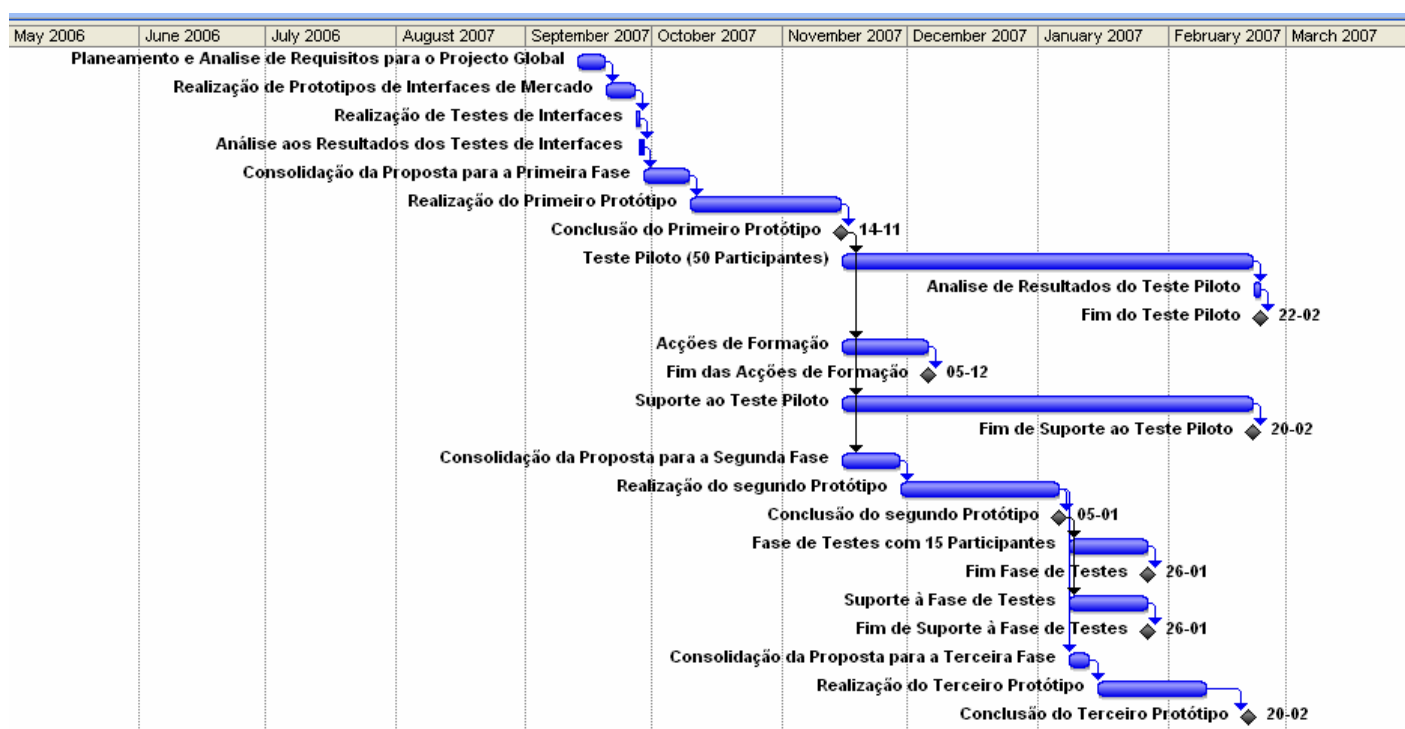 May 2006 June 2006 July 2006 August 2007 September 2007 October 2007 November 2007 December 2007 January 2007 February 2007 March 2007
Planeamento e Analise de Requisitos para o Projecto Global
Realização de Prototipos de Interfaces de Mercado
Realização de Testes de Interfaces
Análise aos Resultados dos Testes de Interfaces
Consolidação da Proposta para a Primeira Fase
Realização do Primeiro Protótipo
Conclusão do Primeiro Protótipo 14-11
Teste Piloto (50 Participantes)
Analise de Resultados do Teste Piloto
Fim do Teste Piloto 22-02
Acções de Formação
Fim das Acções de Formação 05-12
Suporte ao Teste Piloto
Fim de Suporte ao Teste Piloto 20-02
Consolidação da Proposta para a Segunda Fase
Realização do segundo Protótipo
Conclusão do segundo Protótipo 05-01
Fase de Testes com 15 Participantes
Fim Fase de Testes 26-01
Suporte à Fase de Testes
Fim de Suporte à Fase de Testes 26-01
Consolidação da Proposta para a Terceira Fase
Realização do Terceiro Protótipo
Conclusão do Terceiro Protótipo 20-02